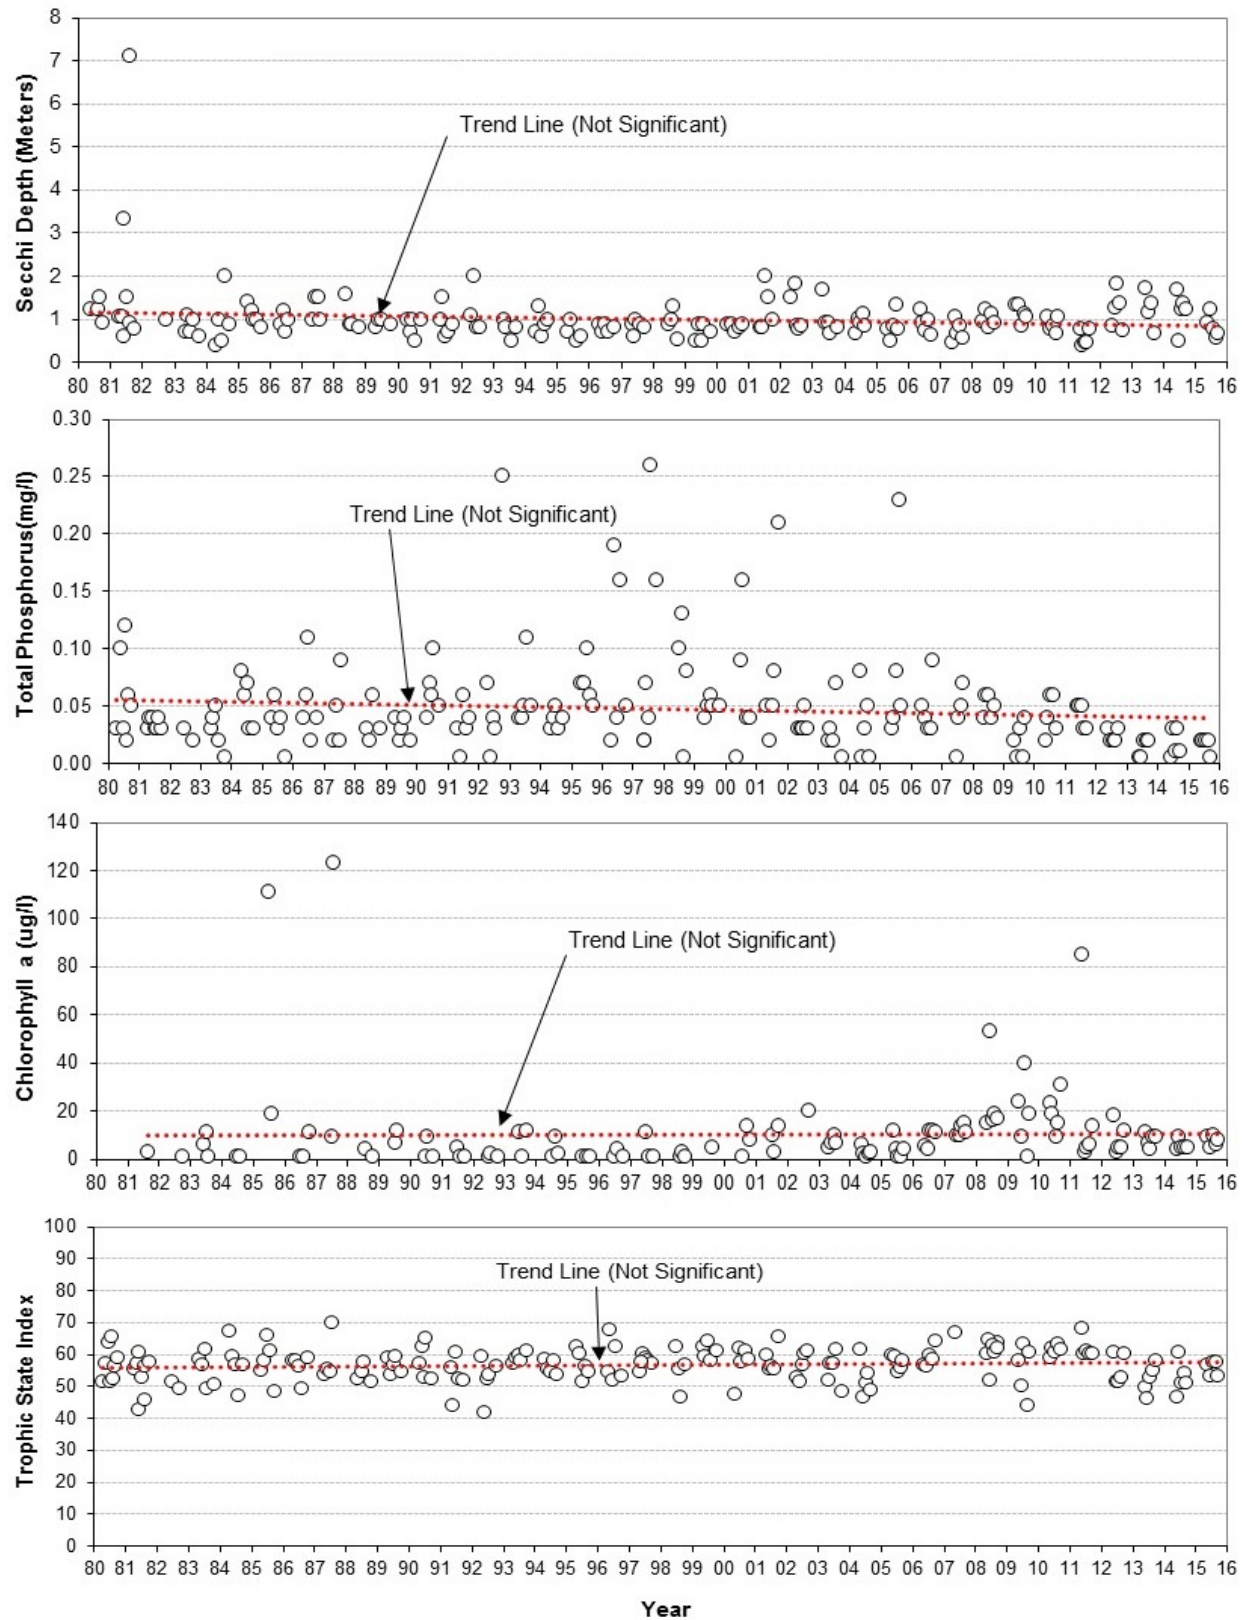 8
7
6
5
4
3
2
1
0
Secchi Depth (Meters)
Trend Line (Not Significant)
80 81 82 83 84 85 86 87 88 89 90 91 92 93 94 95 96 98 99 00 01 02 03 04 05 06 07 08 09 10 11 12 13 14 15 16
0.30
0.25
0.20
0.15
0.10
0.05
0.00
Total Phosphorus(mg/l)
Trend Line (Not Significant)
80 81 82 83 84 85 86 87 88 89 90 91 92 93 94 95 96 97 98 99 00 01 02 03 04 05 06 07 08 09 10 11 12 13 14 15 16
140
120
100
80
60
40
20
0
Chlorophyll a (ug/l)
Trend Line (Not Significant)
80 81 82 83 84 85 86 87 88 89 90 91 92 93 94 95 96 97 98 99 00 01 02 03 04 05 06 07 08 09 10 11 12 13 14 15 16
100
90
80
70
60
50
40
30
20
10
0
Trophic State Index
Trend Line (Not Significant)
80 81 82 83 84 85 86 87 88 89 90 91 92 93 94 95 96 97 98 99 00 01 02 03 04 05 06 07 08 09 10 11 12 13 14 15 16
Year